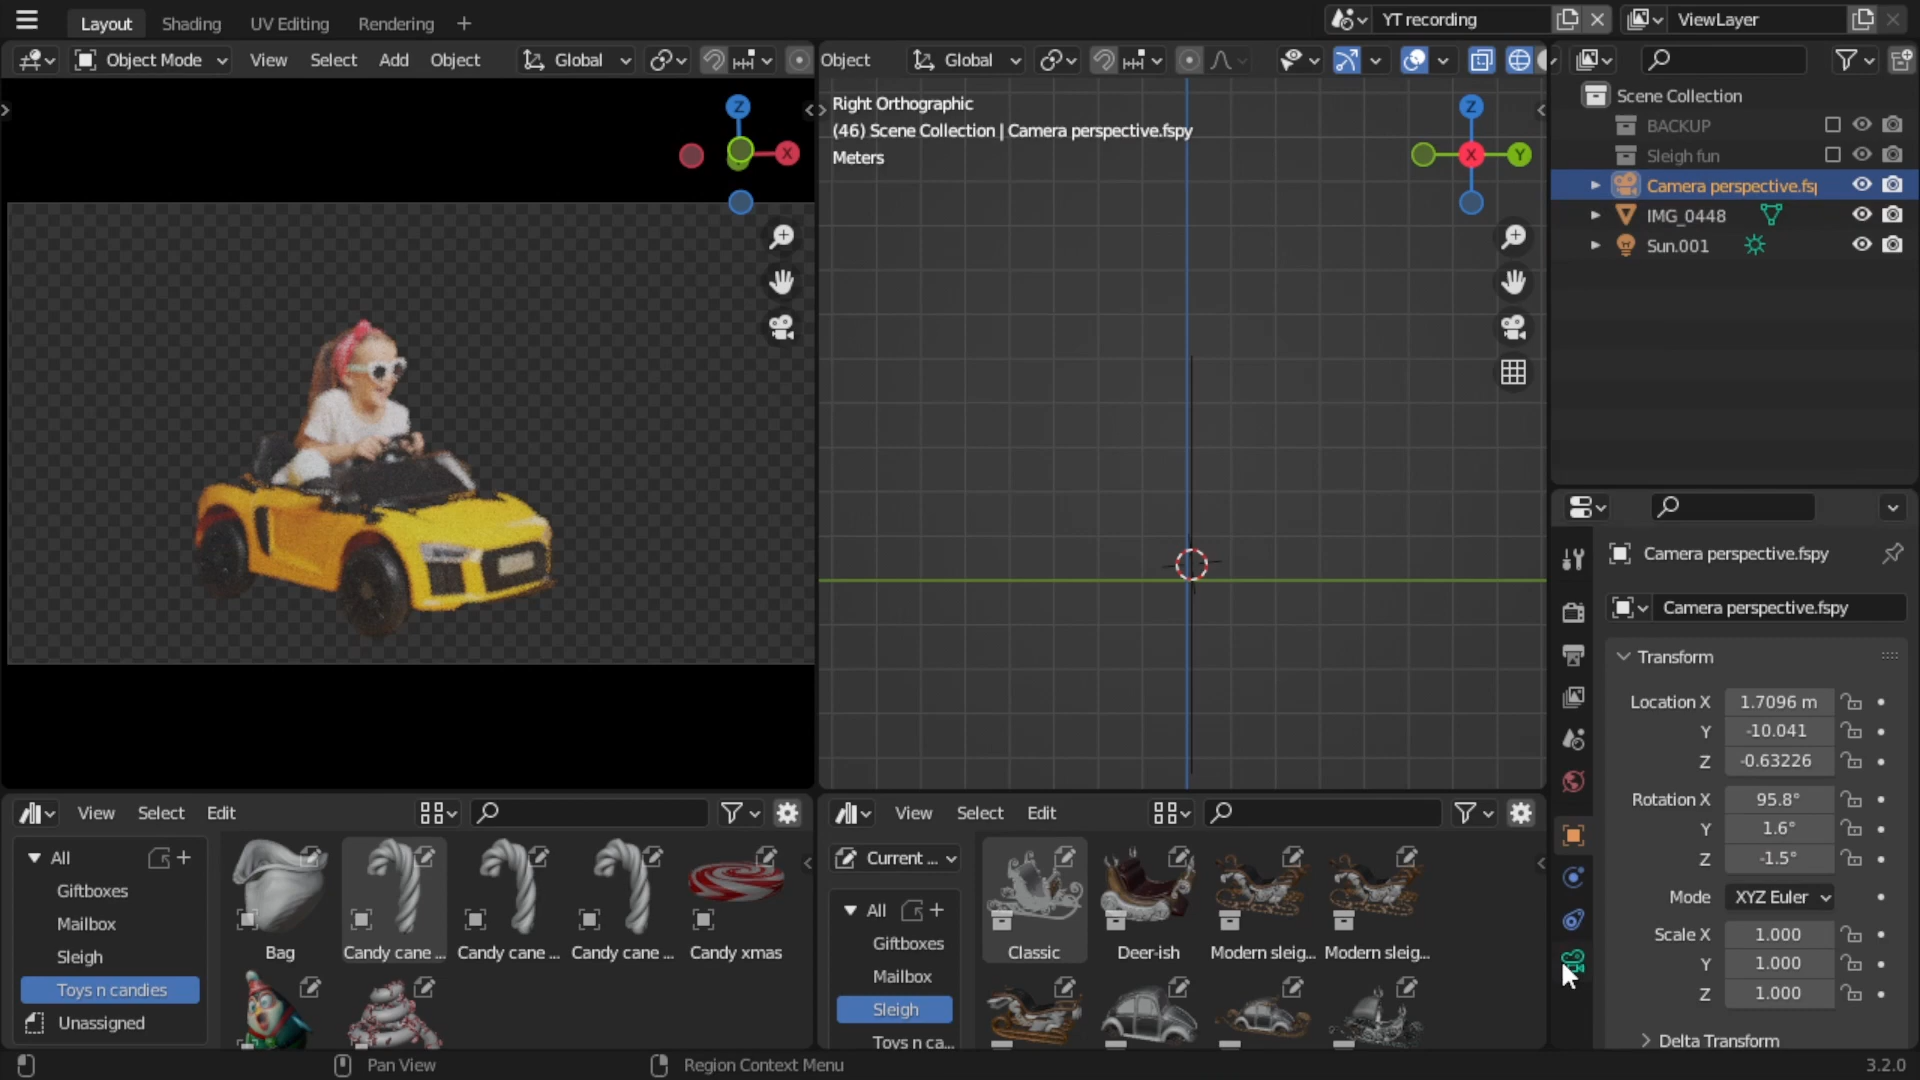 Layout
Shading
UV Editing
Rendering
+
YT recording
ViewLayer
Object Mode
View
Select
Add
Object
Global
Object
Global
Z
X
Right Orthographic
(46) Scene Collection | Camera perspective.fspy
Meters
Z
X
Y
Scene Collection
BACKUP
Sleigh fun
Camera perspective.fsp
IMG_0448
Sun.001
Camera perspective.fspy
Camera perspective.fspy
Transform
Location X 1.7096 m
Y -10.041
Z -0.63226
Rotation X 95.8°
Y 1.6°
Z -1.5°
Mode XYZ Euler
Scale X 1.000
Y 1.000
Z 1.000
Delta Transform
View
Select
Edit
All
Giftboxes
Mailbox
Sleigh
Toys n candies
Unassigned
Bag
Candy cane ...
Candy cane ...
Candy cane ...
Candy xmas
View
Select
Edit
Current ...
All
Giftboxes
Mailbox
Sleigh
Toys n ca...
Classic
Deer-ish
Modern sleig...
Modern sleig...
Pan View
Region Context Menu
3.2.0